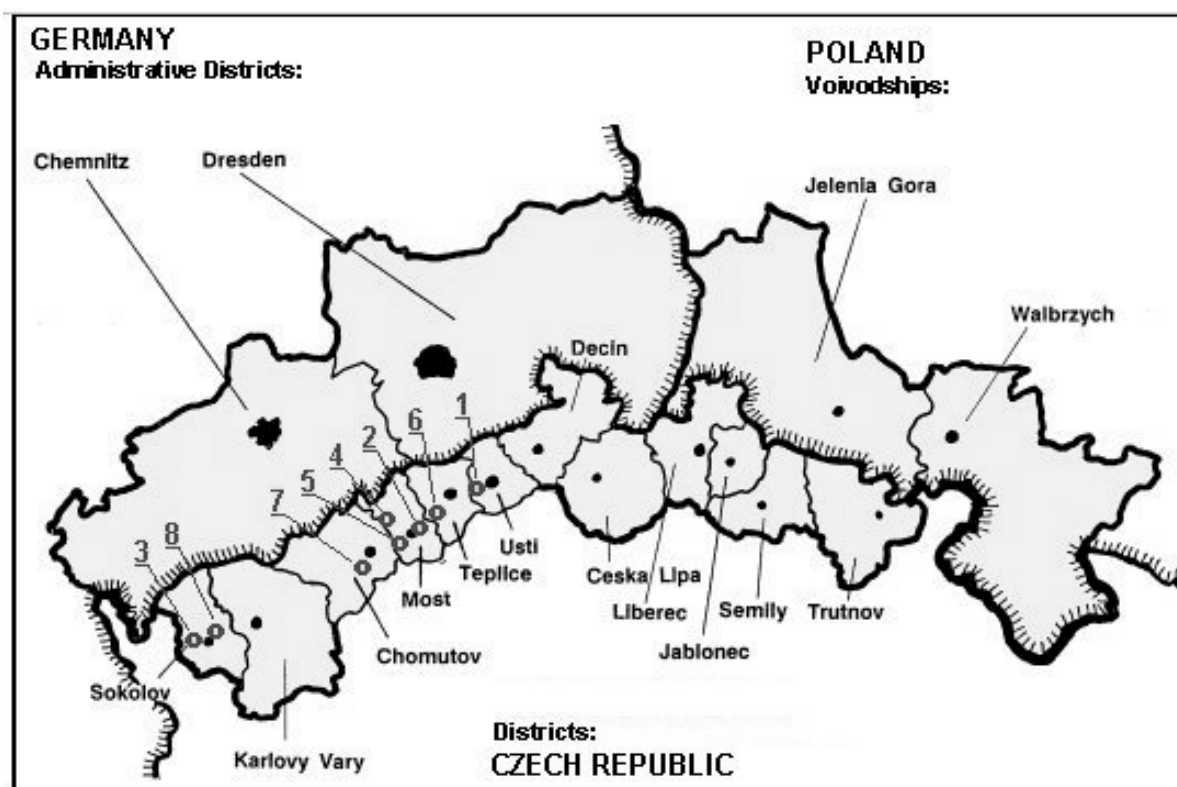 GERMANY
Administrative Districts:
POLAND
Voivodships:
Chemnitz
Dresden
Jelenia Gora
Walbrzych
Decin
1
6
2
4
5
7
8
3
Usti
Teplice
Most
Chomutov
Sokolov
Karlovy Vary
Ceska Lipa
Liberec
Semily
Trutnov
Jablonec
Districts:
CZECH REPUBLIC